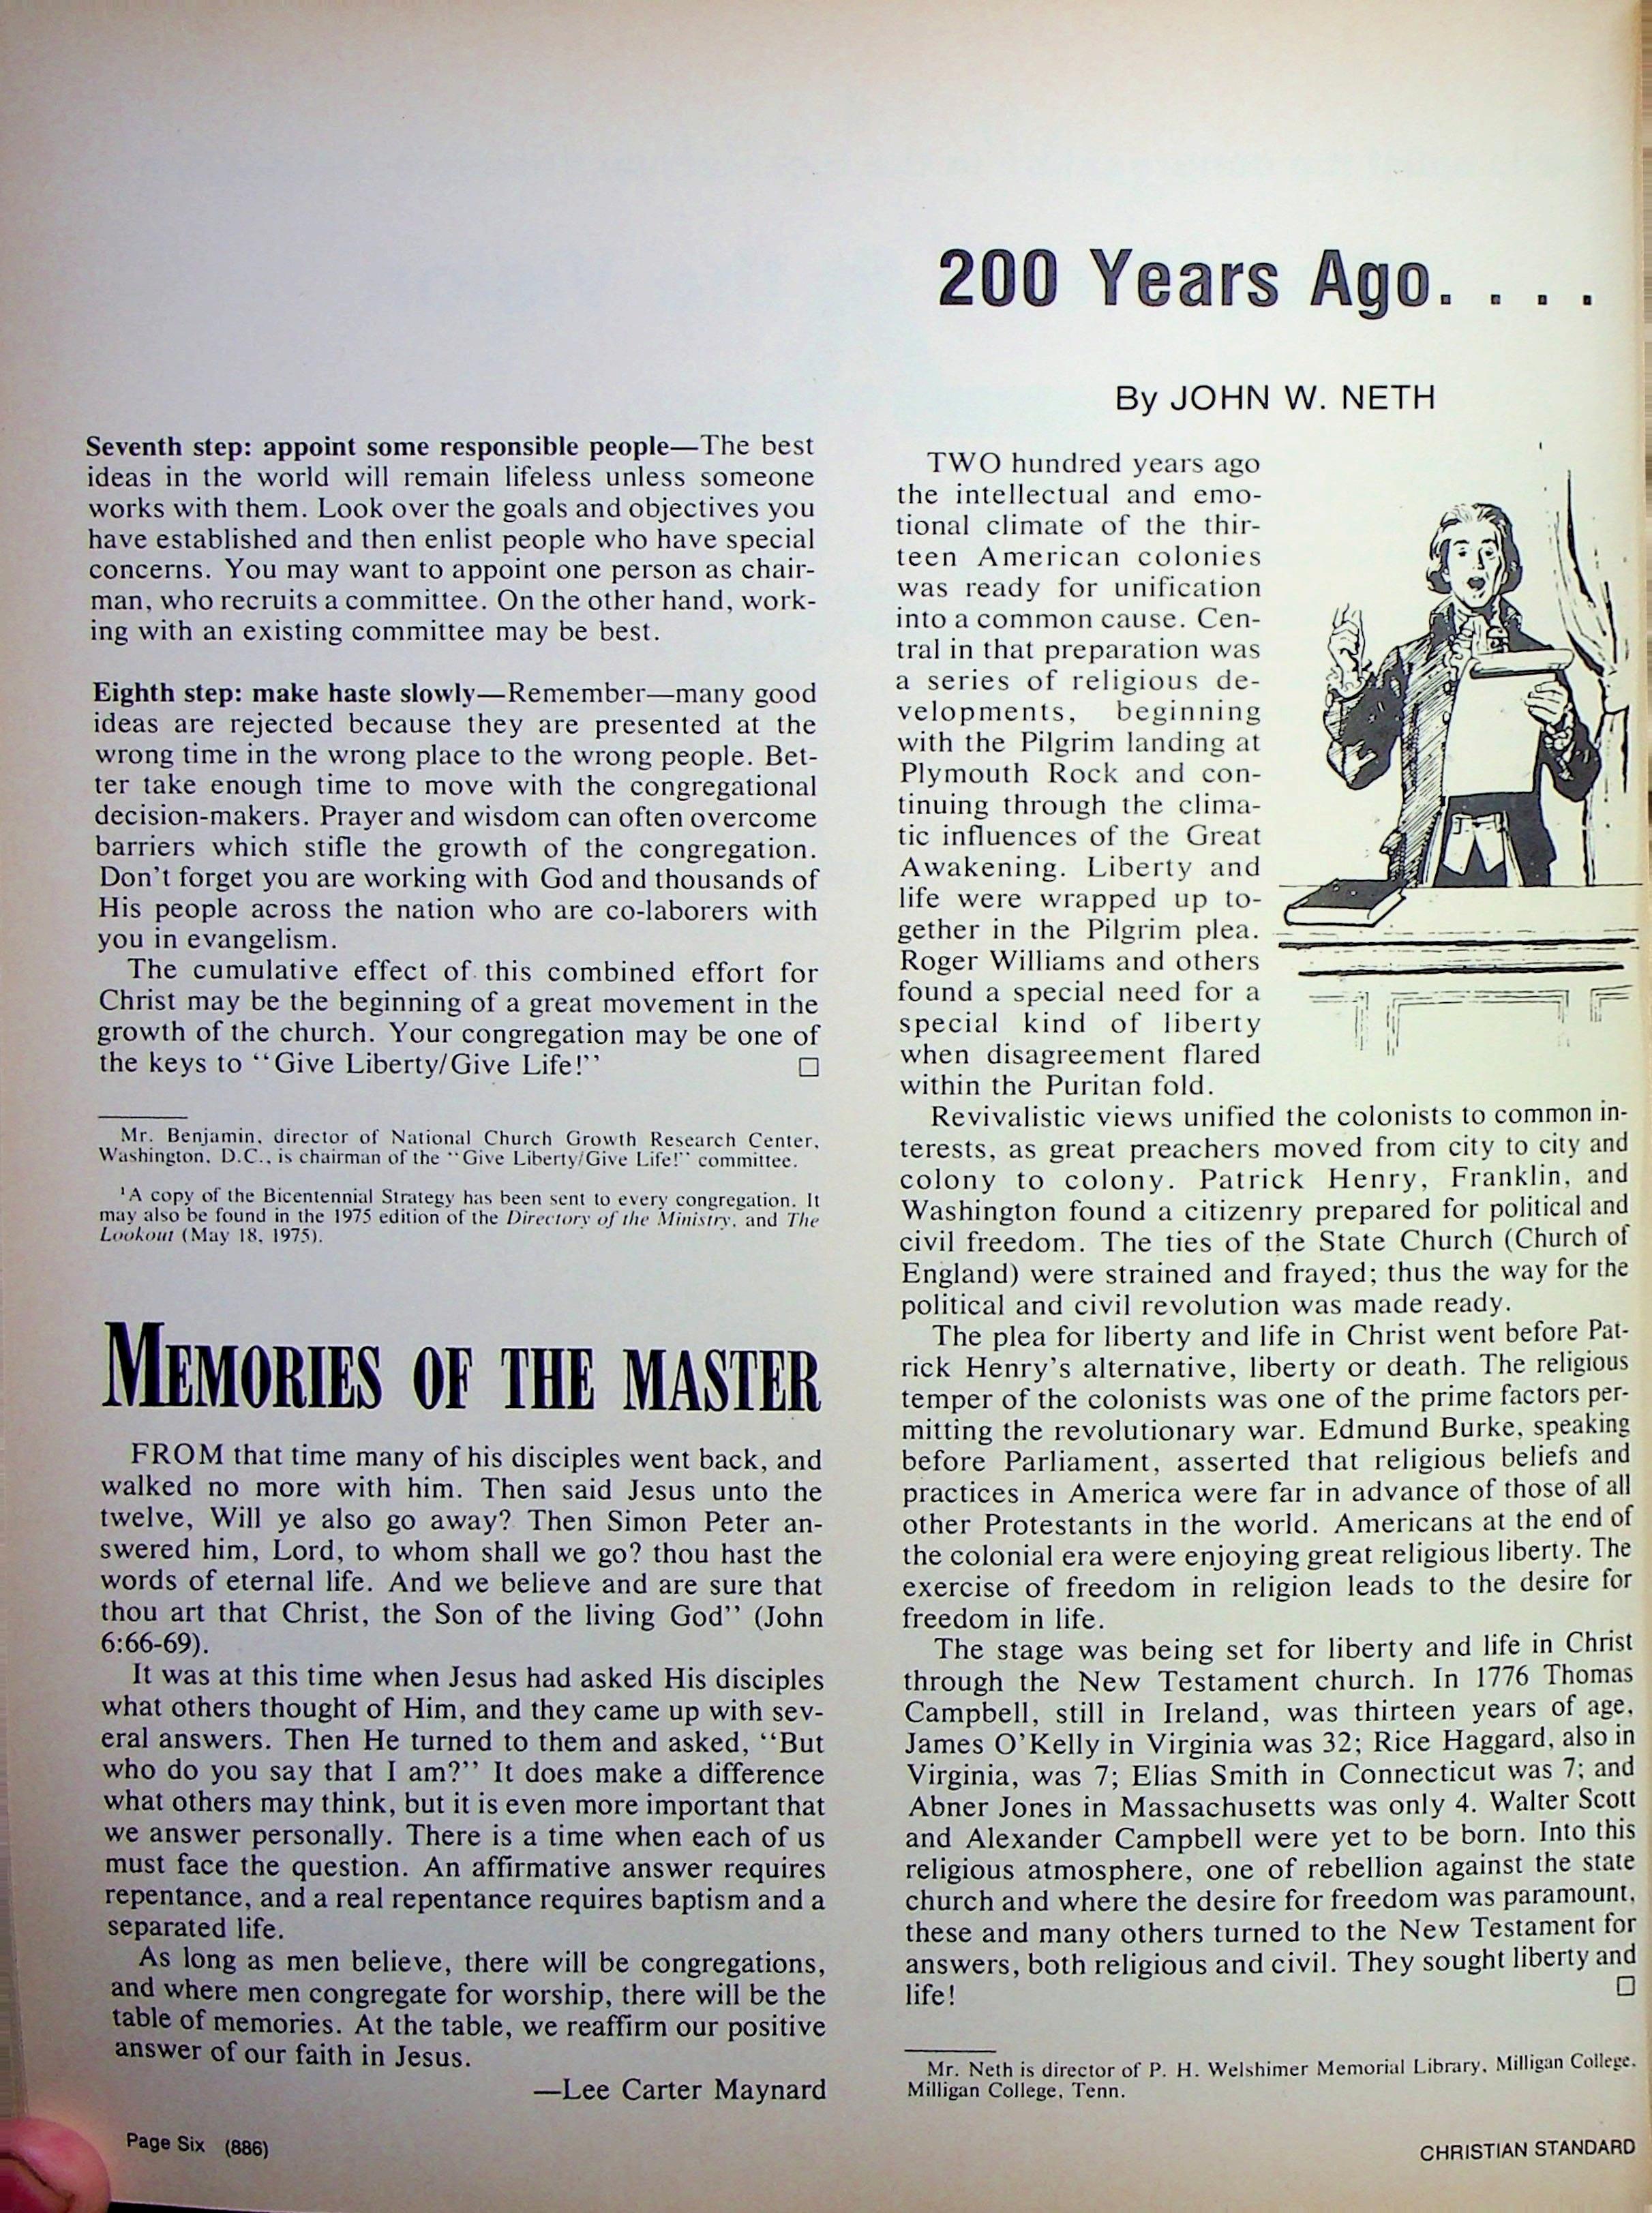 Seventh step: appoint some responsible people—The best
ideas in the world will remain lifeless unless someone
works with them. Look over the goals and objectives you
have established and then enlist people who have special
concerns. You may want to appoint one person as chair-
man, who recruits a committee. On the other hand, work-
ing with an existing committee may be best.
Eighth step: make haste slowly—Remember—many good
ideas are rejected because they are presented at the
wrong time in the wrong place to the wrong people. Bet-
ter take enough time to move with the congregational
decision-makers. Prayer and wisdom can often overcome
barriers which stifle the growth of the congregation.
Don't forget you are working with God and thousands of
His people across the nation who are co-laborers with
you in evangelism.
The cumulative effect of this combined effort for
Christ may be the beginning of a great movement in the
growth of the church. Your congregation may be one of
the keys to "Give Liberty/Give Life!" □
Mr. Benjamin, director of National Church Growth Research Center,
Washington, D.C., is chairman of the "Give Liberty/Give Life!" committee.
¹A copy of the Bicentennial Strategy has been sent to every congregation. It
may also be found in the 1975 edition of the Directory of the Ministry, and The
Lookout (May 18, 1975).
MEMORIES OF THE MASTER
FROM that time many of his disciples went back, and
walked no more with him. Then said Jesus unto the
twelve, Will ye also go away? Then Simon Peter an-
swered him, Lord, to whom shall we go? thou hast the
words of eternal life. And we believe and are sure that
thou art that Christ, the Son of the living God" (John
6:66-69).
It was at this time when Jesus had asked His disciples
what others thought of Him, and they came up with sev-
eral answers. Then He turned to them and asked, "But
who do you say that I am?" It does make a difference
what others may think, but it is even more important that
we answer personally. There is a time when each of us
must face the question. An affirmative answer requires
repentance, and a real repentance requires baptism and a
separated life.
As long as men believe, there will be congregations,
and where men congregate for worship, there will be the
table of memories. At the table, we reaffirm our positive
answer of our faith in Jesus.
—Lee Carter Maynard
200 Years Ago. . . .
By JOHN W. NETH
TWO hundred years ago
the intellectual and emo-
tional climate of the thir-
teen American colonies
was ready for unification
into a common cause. Cen-
tral in that preparation was
a series of religious de-
velopments, beginning
with the Pilgrim landing at
Plymouth Rock and con-
tinuing through the clima-
tic influences of the Great
Awakening. Liberty and
life were wrapped up to-
gether in the Pilgrim plea.
Roger Williams and others
found a special need for a
special kind of liberty
when disagreement flared
within the Puritan fold.
Revivalistic views unified the colonists to common in-
terests, as great preachers moved from city to city and
colony to colony. Patrick Henry, Franklin, and
Washington found a citizenry prepared for political and
civil freedom. The ties of the State Church (Church of
England) were strained and frayed; thus the way for the
political and civil revolution was made ready.
The plea for liberty and life in Christ went before Pat-
rick Henry's alternative, liberty or death. The religious
temper of the colonists was one of the prime factors per-
mitting the revolutionary war. Edmund Burke, speaking
before Parliament, asserted that religious beliefs and
practices in America were far in advance of those of all
other Protestants in the world. Americans at the end of
the colonial era were enjoying great religious liberty. The
exercise of freedom in religion leads to the desire for
freedom in life.
The stage was being set for liberty and life in Christ
through the New Testament church. In 1776 Thomas
Campbell, still in Ireland, was thirteen years of age,
James O'Kelly in Virginia was 32; Rice Haggard, also in
Virginia, was 7; Elias Smith in Connecticut was 7; and
Abner Jones in Massachusetts was only 4. Walter Scott
and Alexander Campbell were yet to be born. Into this
religious atmosphere, one of rebellion against the state
church and where the desire for freedom was paramount,
these and many others turned to the New Testament for
answers, both religious and civil. They sought liberty and
life! □
Mr. Neth is director of P. H. Welshimer Memorial Library, Milligan College,
Milligan College, Tenn.
Page Six (886)
CHRISTIAN STANDARD